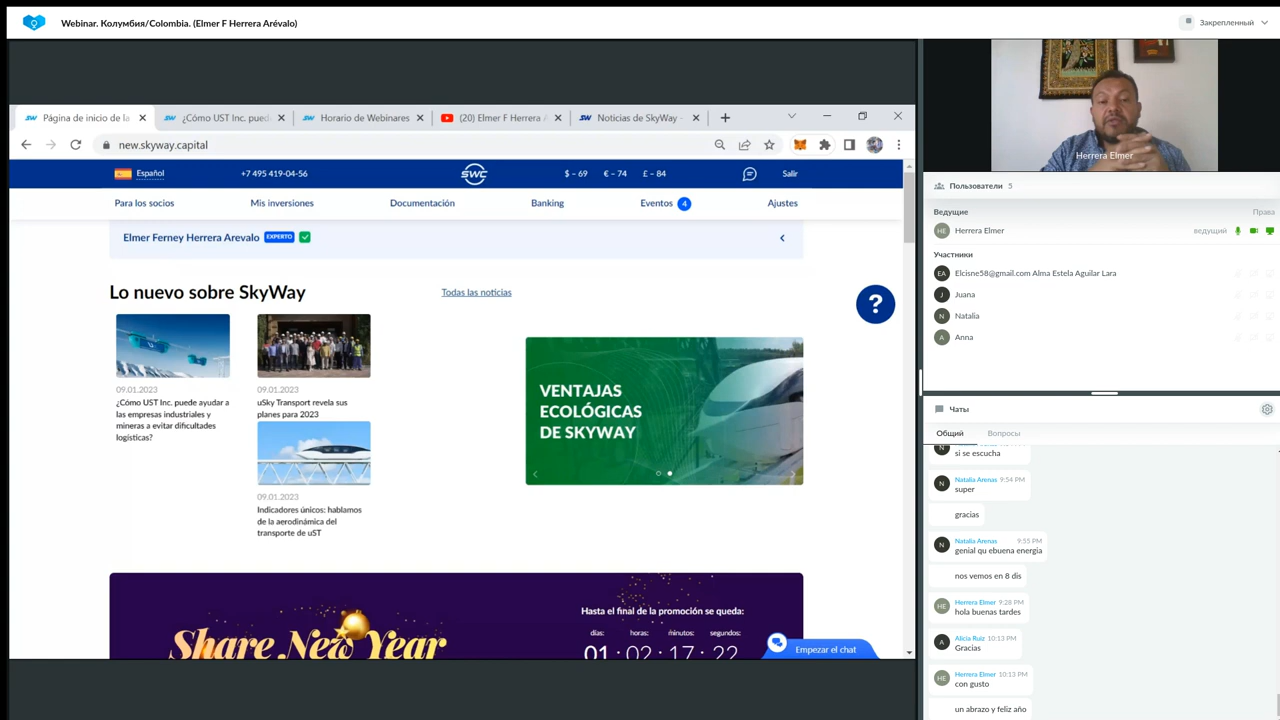 Webinar. Колумбия/Colombia. (Elmer F Herrera Arévalo)
Закрепленный
Página de inicio de la
¿Cómo UST Inc. pued
Horario de Webinares
(20) Elmer F Herrera A
Noticias de SkyWay -
new.skyway.capital
Español
+7 495 419-04-56
SWC
$ – 69
€ – 74
£ – 84
Salir
Para los socios
Mis inversiones
Documentación
Banking
Eventos 4
Ajustes
Elmer Ferney Herrera Arevalo EXPERTO
Lo nuevo sobre SkyWay
Todas las noticias
09.01.2023
¿Cómo UST Inc. puede ayudar a
las empresas industriales y
mineras a evitar dificultades
logísticas?
09.01.2023
uSky Transport revela sus
planes para 2023
09.01.2023
Indicadores únicos: hablamos
de la aerodinámica del
transporte de uST
VENTAJAS
ECOLÓGICAS
DE SKYWAY
?
Share New Year
Hasta el final de la promoción se queda:
días: horas: minutos: segundos:
01 : 02 : 17 : 22
Empezar el chat
Herrera Elmer
Пользователи 5
Ведущие
Права
HE Herrera Elmer
ведущий
Участники
EA Elcisne58@gmail.com Alma Estela Aguilar Lara
J Juana
N Natalia
A Anna
Чаты
Общий
Вопросы
N
si se escucha
N Natalia Arenas 9:54 PM
super
gracias
N Natalia Arenas 9:55 PM
genial qu ebuena energia
nos vemos en 8 dis
HE Herrera Elmer 9:28 PM
hola buenas tardes
A Alicia Ruiz 10:13 PM
Gracias
HE Herrera Elmer 10:13 PM
con gusto
un abrazo y feliz año